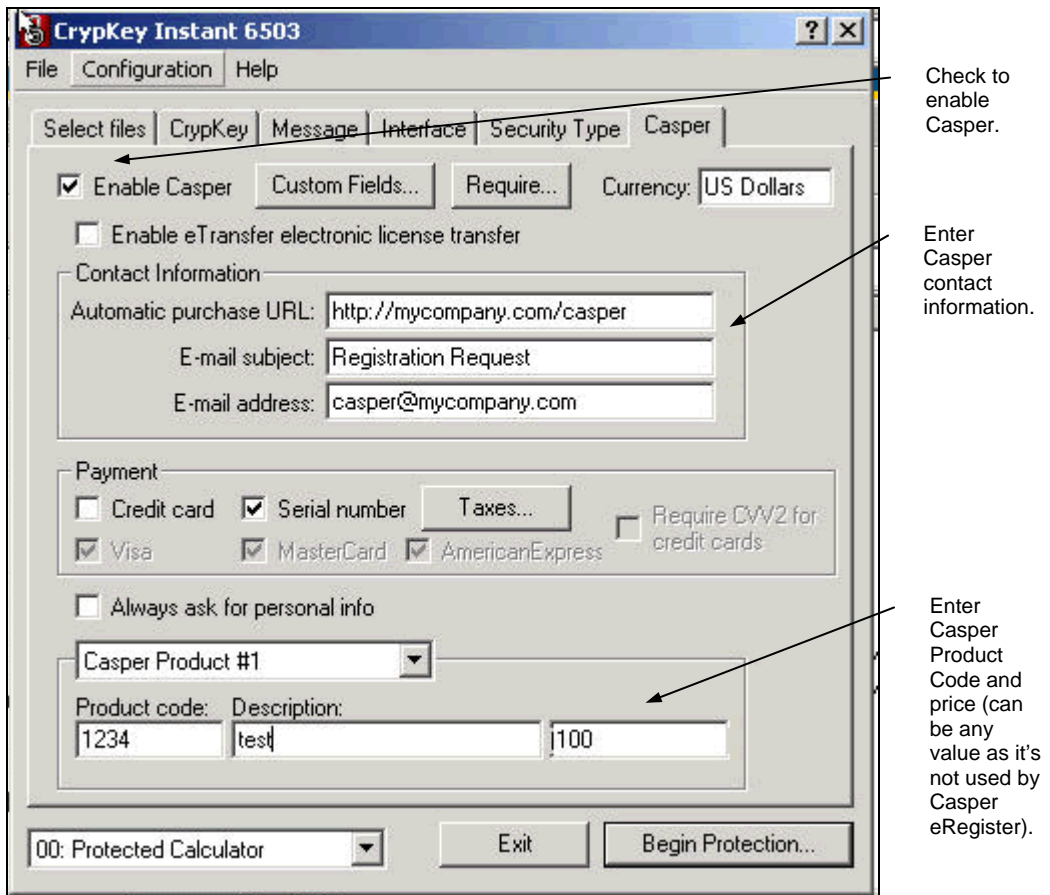 CrypKey Instant 6503
File Configuration Help
Select files CrypKey Message Interface Security Type Casper
Enable Casper Custom Fields... Require... Currency: US Dollars
Enable eTransfer electronic license transfer
Contact Information
Automatic purchase URL: http://mycompany.com/casper
E-mail subject: Registration Request
E-mail address: casper@mycompany.com
Payment
Credit card Serial number Taxes... Require CVV2 for
credit cards
Visa MasterCard AmericanExpress
Always ask for personal info
Casper Product #1
Product code: Description:
1234 test 100
00: Protected Calculator Exit Begin Protection...
Check to
enable
Casper.
Enter
Casper
contact
information.
Enter
Casper
Product
Code and
price (can
be any
value as it's
not used by
Casper
eRegister).